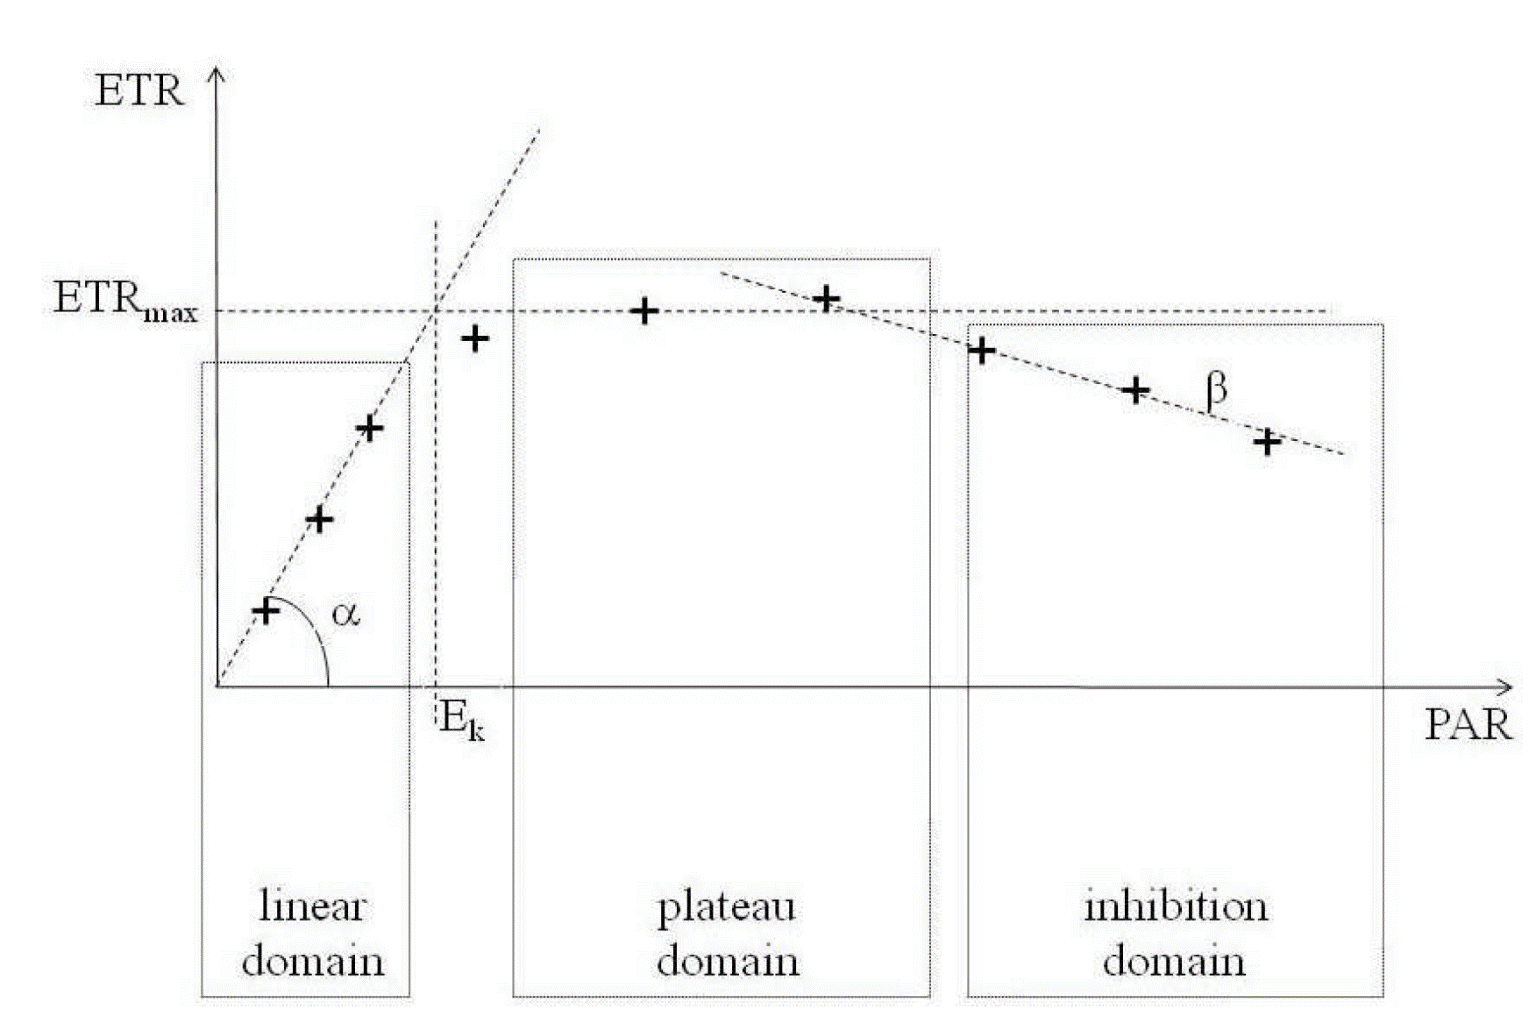 ETR
ETRmax
α
β
Ek
PAR
linear
domain
plateau
domain
inhibition
domain